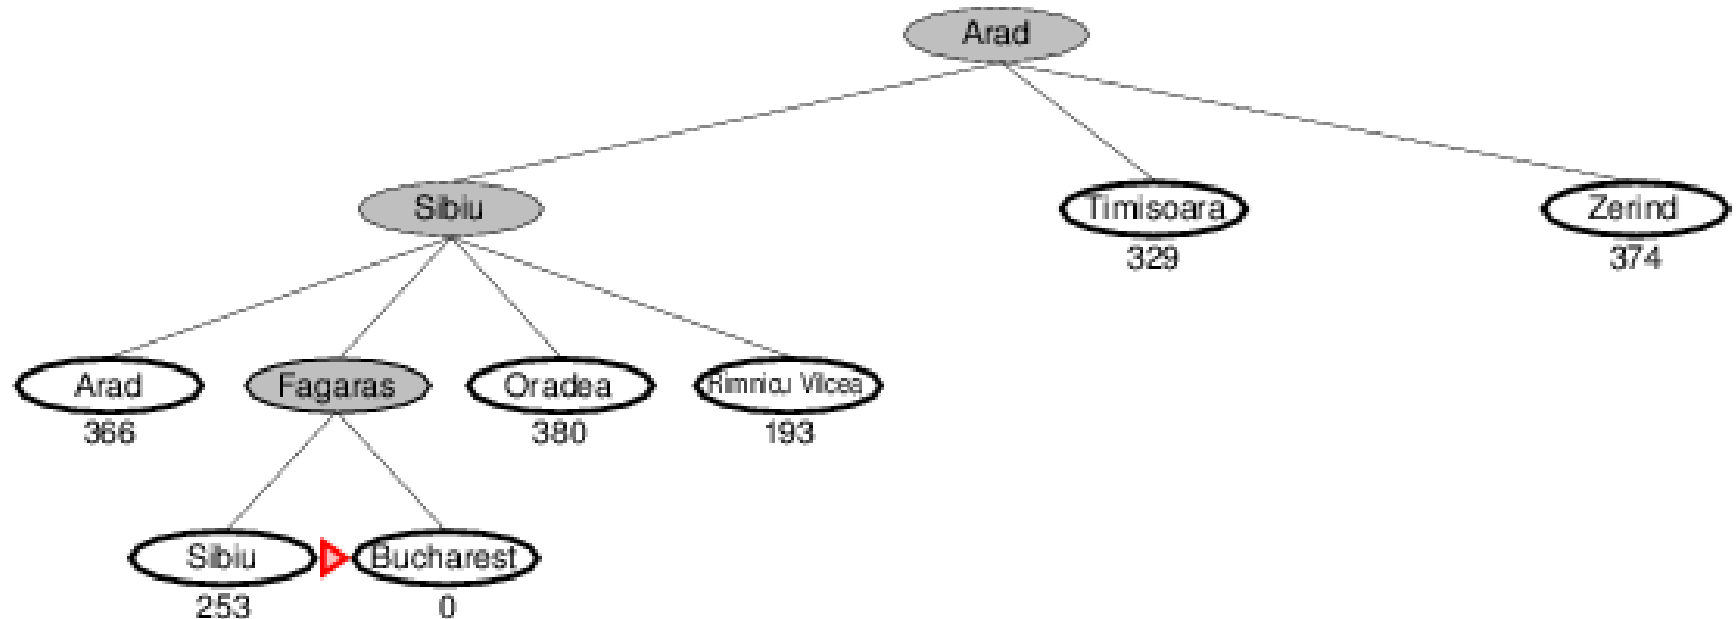 Arad
Sibiu Timisoara Zerind
329 374
Arad Fagaras Oradea Rimnicu Vilcea
366 380 193
Sibiu Bucharest
253 0